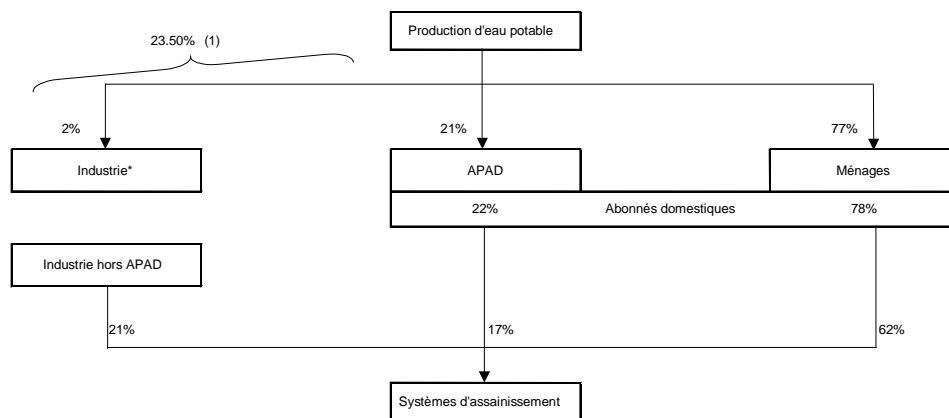 Production d'eau potable
23.50% (1)
2%
21%
77%
Industrie*
APAD
Ménages
22%
Abonnés domestiques
78%
Industrie hors APAD
21%
17%
62%
Systèmes d'assainissement